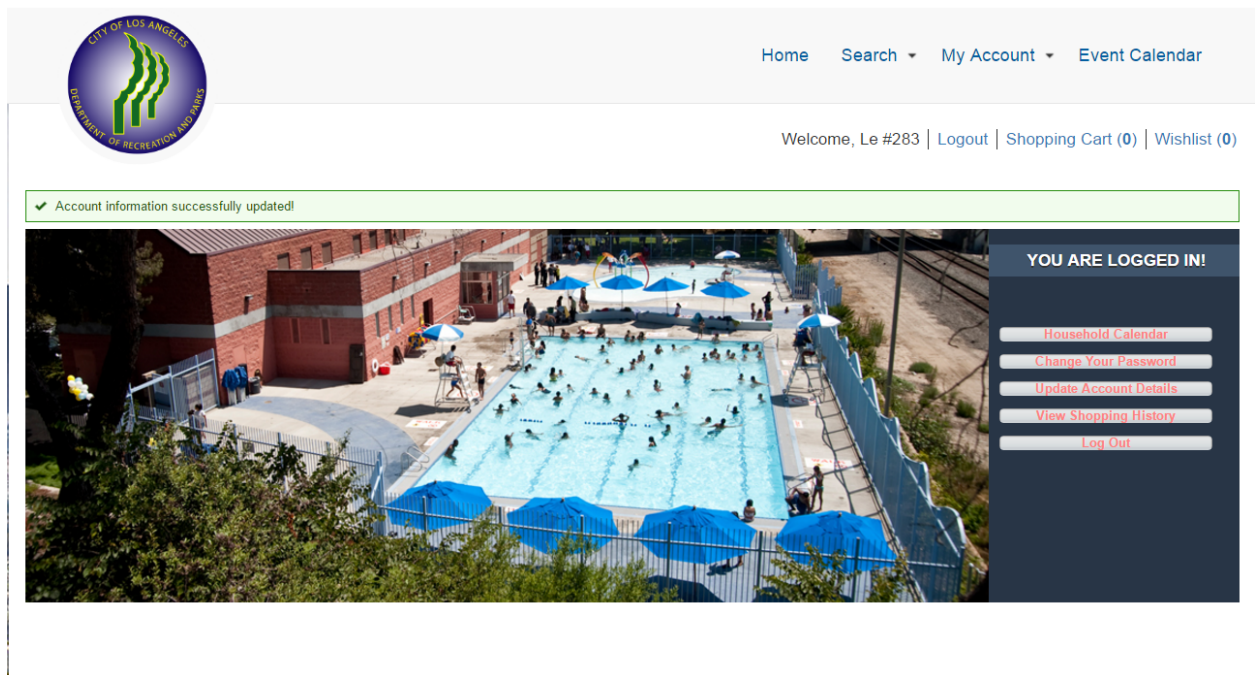 CITY OF LOS ANGELES
DEPARTMENT OF RECREATION AND PARKS
Home Search My Account Event Calendar
Welcome, Le #283 | Logout | Shopping Cart (0) | Wishlist (0)
Account information successfully updated!
YOU ARE LOGGED IN!
Household Calendar
Change Your Password
Update Account Details
View Shopping History
Log Out